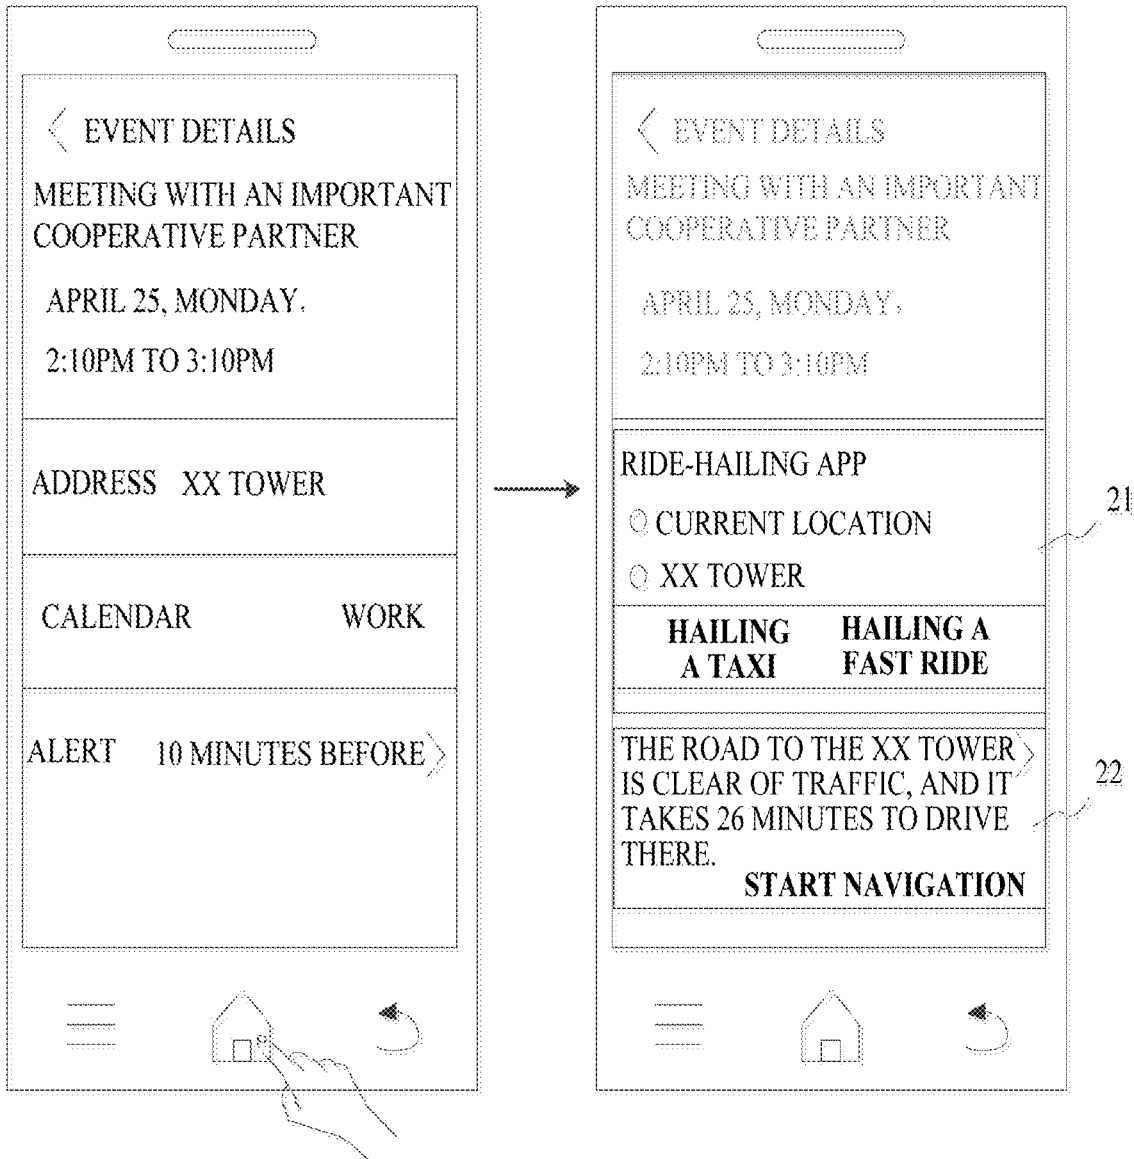 EVENT DETAILS
MEETING WITH AN IMPORTANT
COOPERATIVE PARTNER
APRIL 25, MONDAY,
2:10PM TO 3:10PM
ADDRESS XX TOWER
CALENDAR WORK
ALERT 10 MINUTES BEFORE
EVENT DETAILS
MEETING WITH AN IMPORTANT
COOPERATIVE PARTNER
APRIL 25, MONDAY,
2:10PM TO 3:10PM
RIDE-HAILING APP
CURRENT LOCATION
XX TOWER
HAILING
A TAXI
HAILING A
FAST RIDE
21
THE ROAD TO THE XX TOWER
IS CLEAR OF TRAFFIC, AND IT
TAKES 26 MINUTES TO DRIVE
THERE.
START NAVIGATION
22